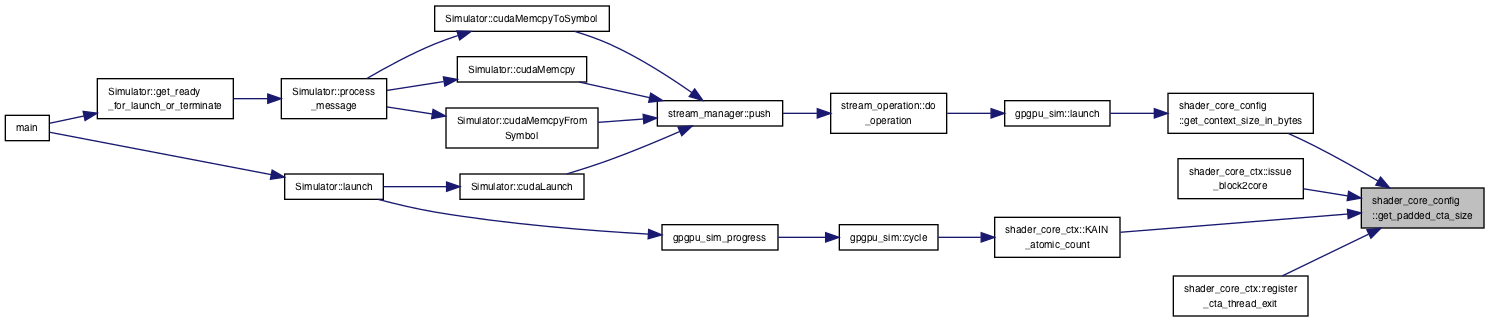 main
Simulator::get_ready
_for_launch_or_terminate
Simulator::process
_message
Simulator::launch
Simulator::cudaMemcpyToSymbol
Simulator::cudaMemcpy
Simulator::cudaMemcpyFrom
Symbol
Simulator::cudaLaunch
stream_manager::push
gpgpu_sim_progress
stream_operation::do
_operation
gpgpu_sim::cycle
gpgpu_sim::launch
shader_core_ctx::KAIN
_atomic_count
shader_core_config
::get_context_size_in_bytes
shader_core_ctx::issue
_block2core
shader_core_ctx::register
_cta_thread_exit
shader_core_config
::get_padded_cta_size